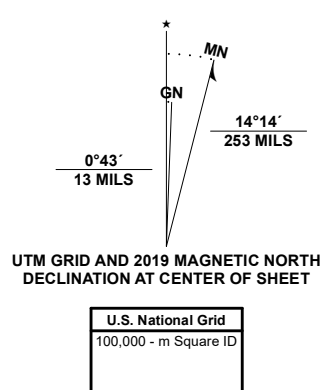 MN
GN
14°14´
253 MILS
0°43´
13 MILS
UTM GRID AND 2019 MAGNETIC NORTH
DECLINATION AT CENTER OF SHEET
U.S. National Grid
100,000 - m Square ID